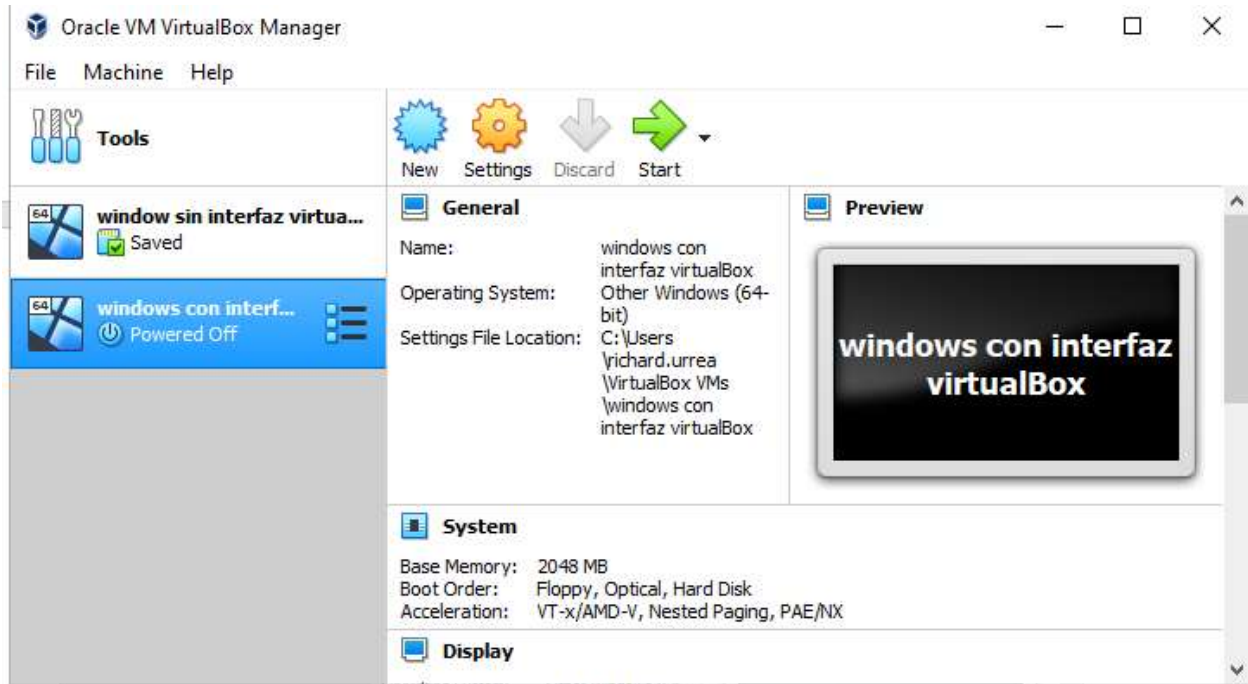 Oracle VM VirtualBox Manager
File Machine Help
Tools
New Settings Discard Start
64
window sin interfaz virtua...
Saved
64
windows con interf...
Powered Off
General
Name: windows con
interfaz virtualBox
Operating System: Other Windows (64-
bit)
Settings File Location: C:\Users
\richard.urrea
\VirtualBox VMs
\windows con
interfaz virtualBox
Preview
windows con interfaz
virtualBox
System
Base Memory: 2048 MB
Boot Order: Floppy, Optical, Hard Disk
Acceleration: VT-x/AMD-V, Nested Paging, PAE/NX
Display